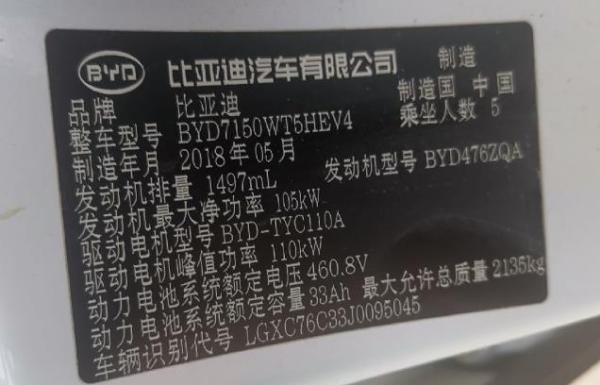 BYD 比亚迪汽车有限公司 制造
品牌 比亚迪 制造国 中国
整车型号 BYD7150WT5HEV4 乘坐人数 5
制造年月 2018年05月
发动机排量 1497mL 发动机型号 BYD476ZQA
发动机最大净功率 105kW
驱动电机型号 BYD-TYC110A
驱动电机峰值功率 110kW
动力电池系统额定电压 460.8V
动力电池系统额定容量 33Ah 最大允许总质量 2135kg
车辆识别代号 LGXC76C33J0095045